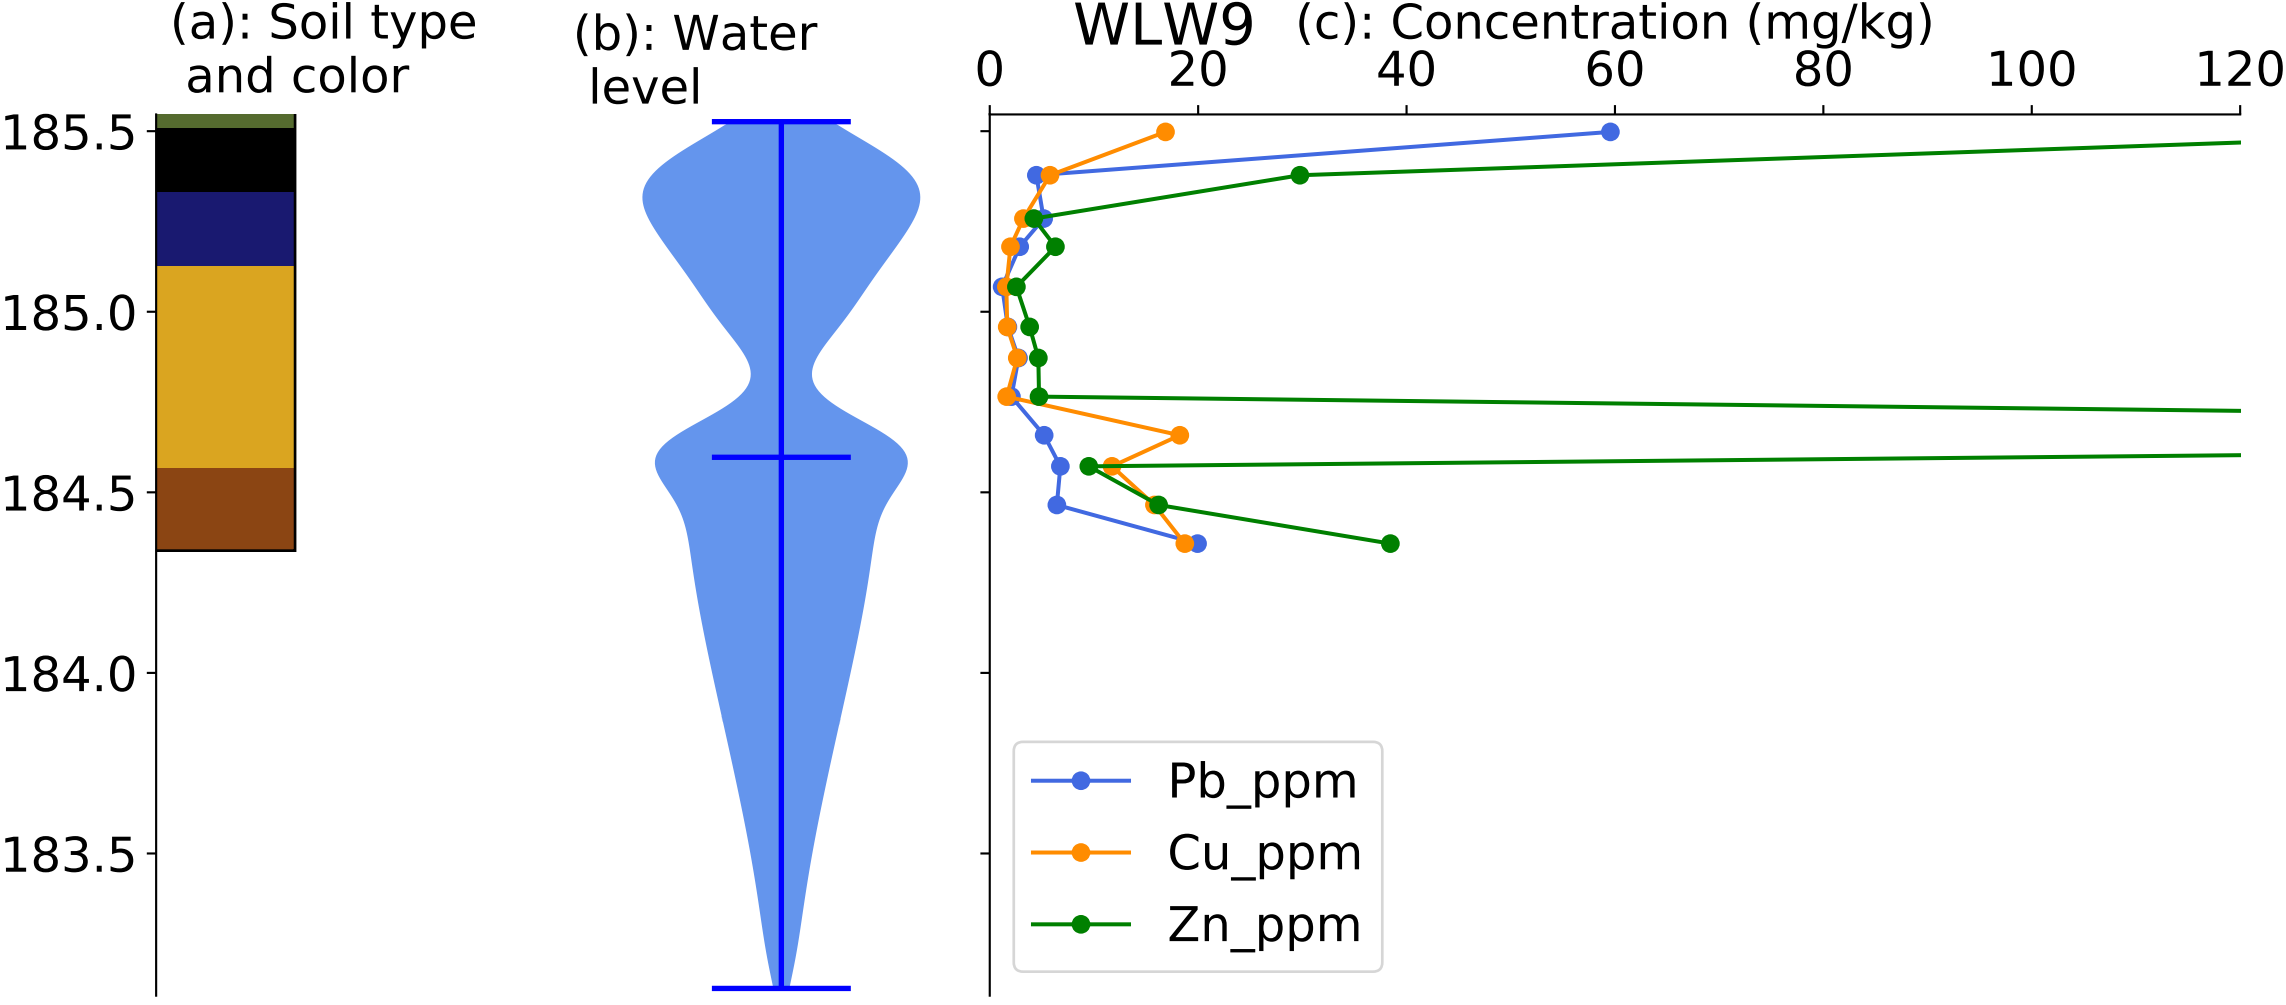 (a): Soil type
and color
(b): Water
level
WLW9
(c): Concentration (mg/kg)
0 20 40 60 80 100 120
185.5
185.0
184.5
184.0
183.5
Pb_ppm
Cu_ppm
Zn_ppm